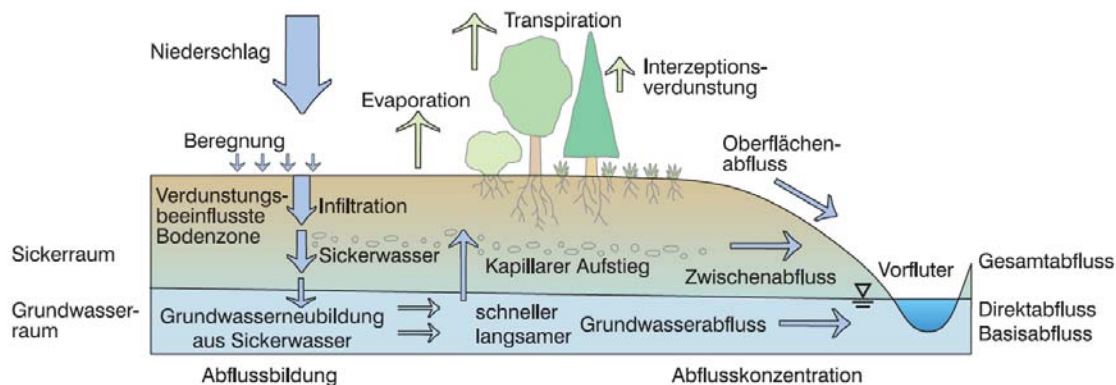 Niederschlag
Transpiration
Interzeptions-
verdunstung
Evaporation
Beregnung
Oberflächen-
abfluss
Verdunstungs-
beeinflusste
Bodenzone
Infiltration
Sickerraum
Sickerwasser
Kapillarer Aufstieg
Zwischenabfluss
Vorfluter
Gesamtabfluss
Grundwasser-
raum
Grundwasserneubildung
aus Sickerwasser
schneller
langsamer
Grundwasserabfluss
Direktabfluss
Basisabfluss
Abflussbildung
Abflusskonzentration